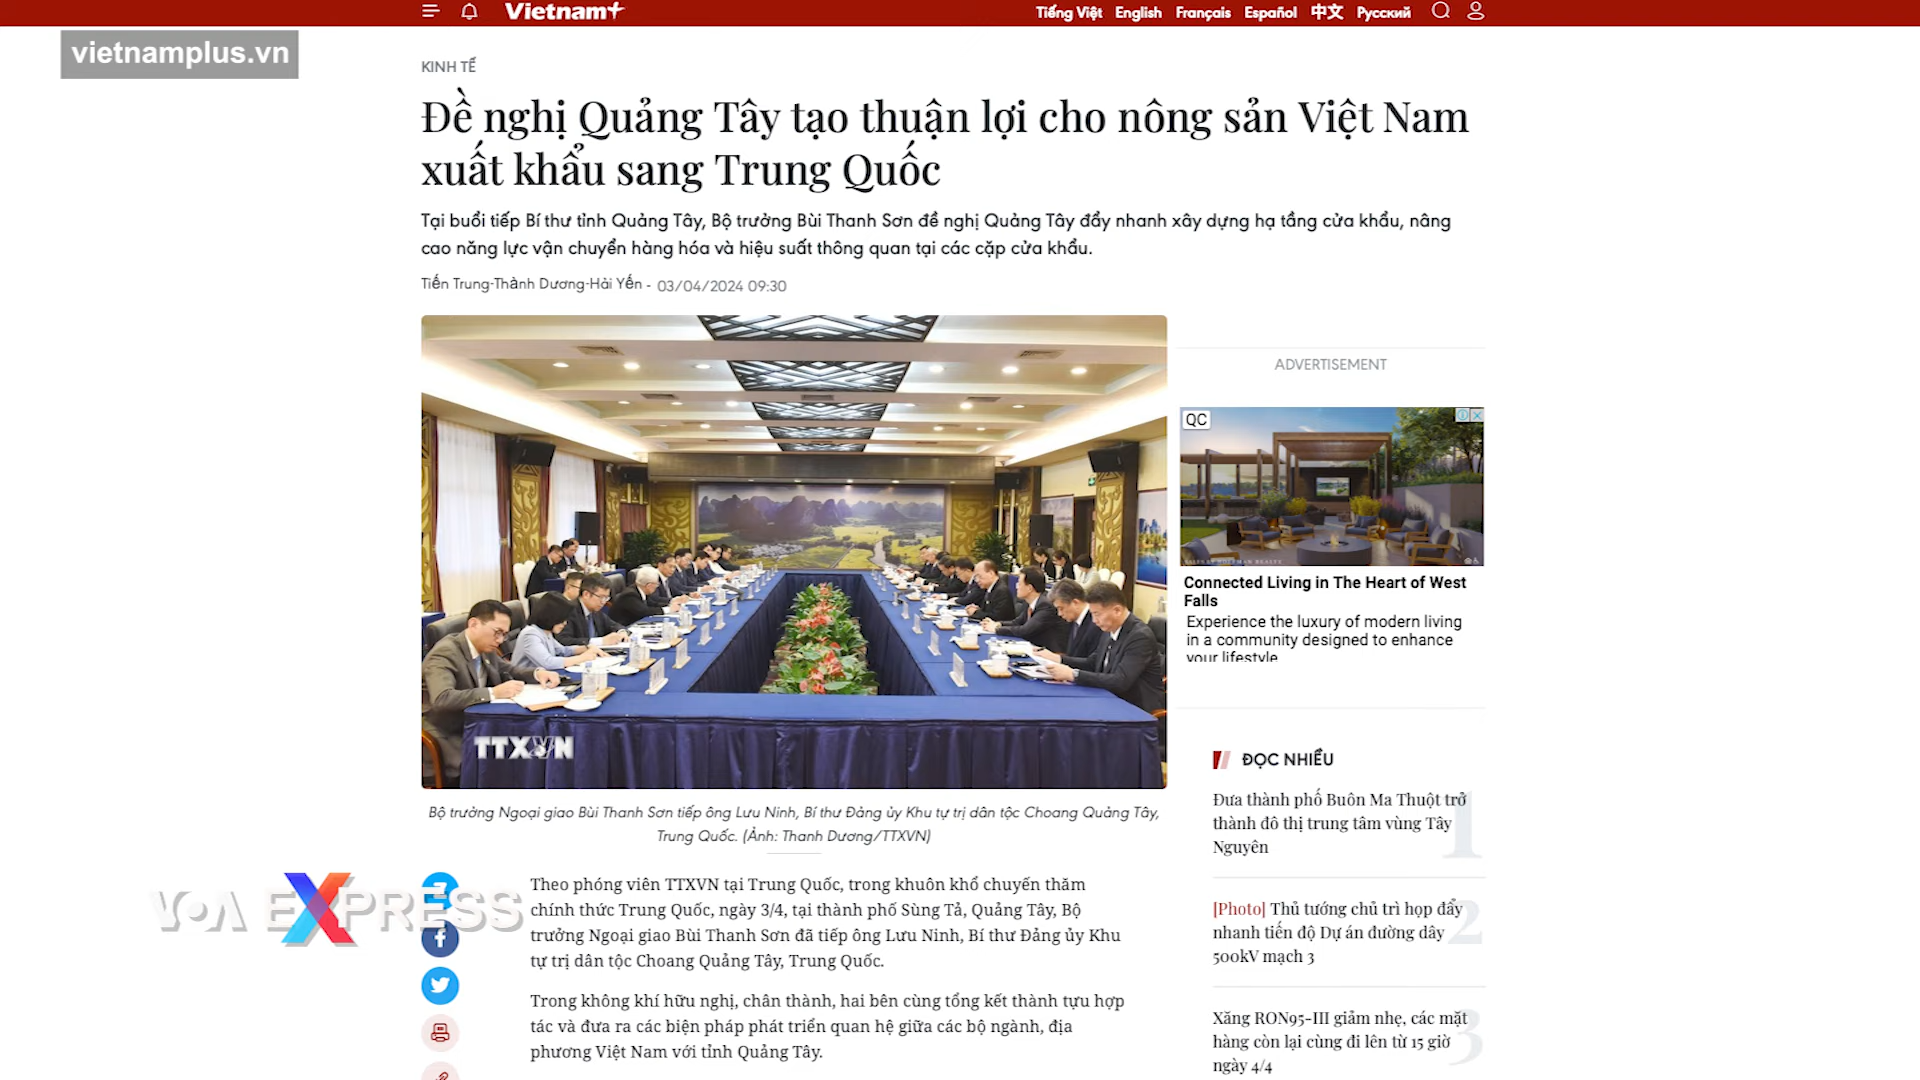 Vietnam+
Tiếng Việt English Français Español 中文 Русский
vietnamplus.vn
KINH TẾ
Đề nghị Quảng Tây tạo thuận lợi cho nông sản Việt Nam
xuất khẩu sang Trung Quốc
Tại buổi tiếp Bí thư tỉnh Quảng Tây, Bộ trưởng Bùi Thanh Sơn đề nghị Quảng Tây đẩy nhanh xây dựng hạ tầng cửa khẩu, nâng
cao năng lực vận chuyển hàng hóa và hiệu suất thông quan tại các cặp cửa khẩu.
Tiến Trung-Thành Dương-Hải Yến - 03/04/2024 09:30
TTXVN
Bộ trưởng Ngoại giao Bùi Thanh Sơn tiếp ông Lưu Ninh, Bí thư Đảng ủy Khu tự trị dân tộc Choang Quảng Tây,
Trung Quốc. (Ảnh: Thanh Dương/TTXVN)
VOA EXPRESS
Theo phóng viên TTXVN tại Trung Quốc, trong khuôn khổ chuyến thăm
chính thức Trung Quốc, ngày 3/4, tại thành phố Sùng Tả, Quảng Tây, Bộ
trưởng Ngoại giao Bùi Thanh Sơn đã tiếp ông Lưu Ninh, Bí thư Đảng ủy Khu
tự trị dân tộc Choang Quảng Tây, Trung Quốc.
Trong không khí hữu nghị, chân thành, hai bên cùng tổng kết thành tựu hợp
tác và đưa ra các biện pháp phát triển quan hệ giữa các bộ ngành, địa
phương Việt Nam với tỉnh Quảng Tây.
ADVERTISEMENT
QC
Connected Living in The Heart of West
Falls
Experience the luxury of modern living
in a community designed to enhance
your lifestyle
ĐỌC NHIỀU
Đưa thành phố Buôn Ma Thuột trở
thành đô thị trung tâm vùng Tây
Nguyên
1
[Photo] Thủ tướng chủ trì họp đẩy
nhanh tiến độ Dự án đường dây
500kV mạch 3
2
Xăng RON95-III giảm nhẹ, các mặt
hàng còn lại cùng đi lên từ 15 giờ
ngày 4/4
3